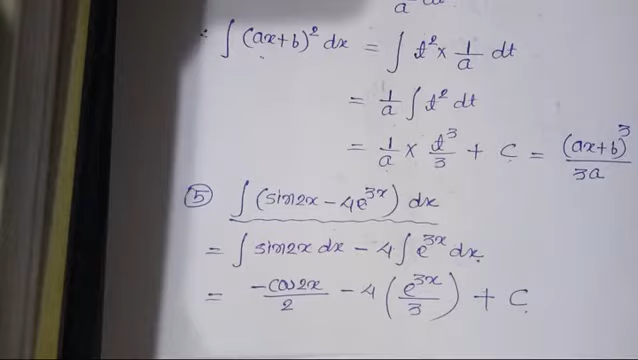 ∴ ∫ (ax+b)² dx = ∫ t² × 1/a dt
= 1/a ∫ t² dt
= 1/a × t³/3 + C = (ax+b)³/3a
⑤ ∫ (sin2x − 4e^{3x}) dx
= ∫ sin2x dx − 4 ∫ e^{3x} dx.
= −cos2x/2 − 4 (e^{3x}/3) + C